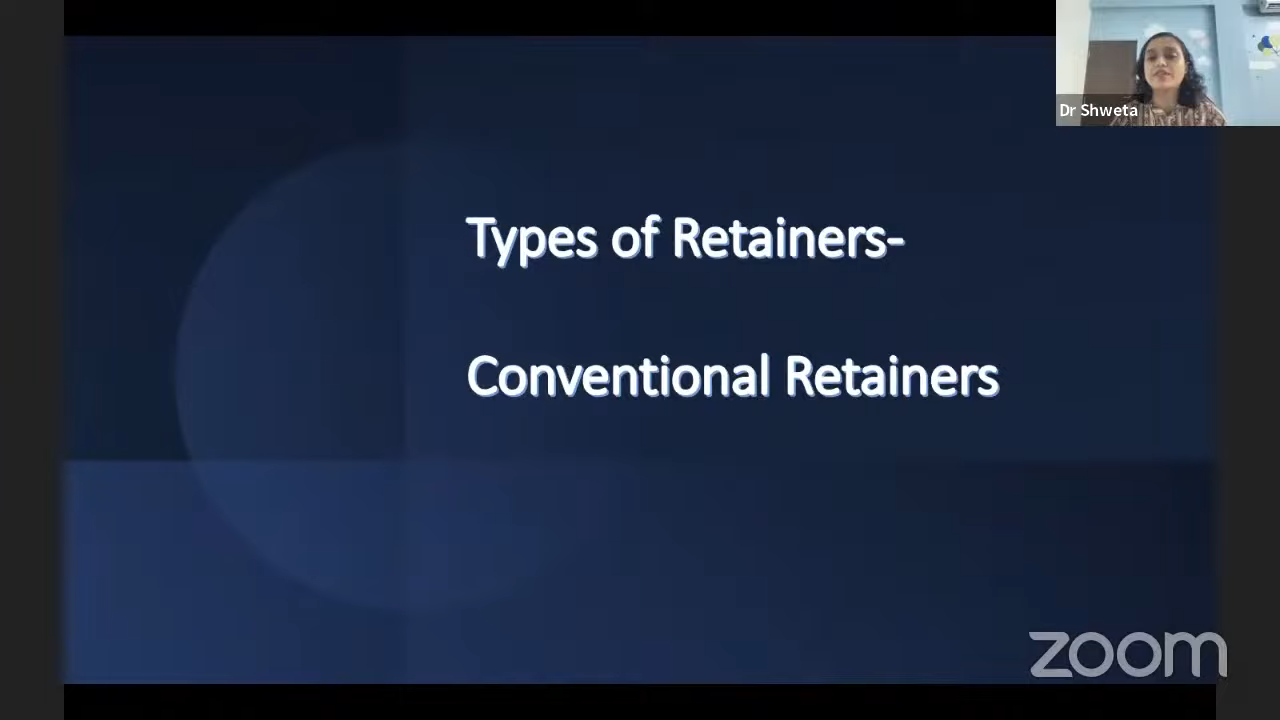 Dr Shweta
Types of Retainers-
Conventional Retainers
zoom